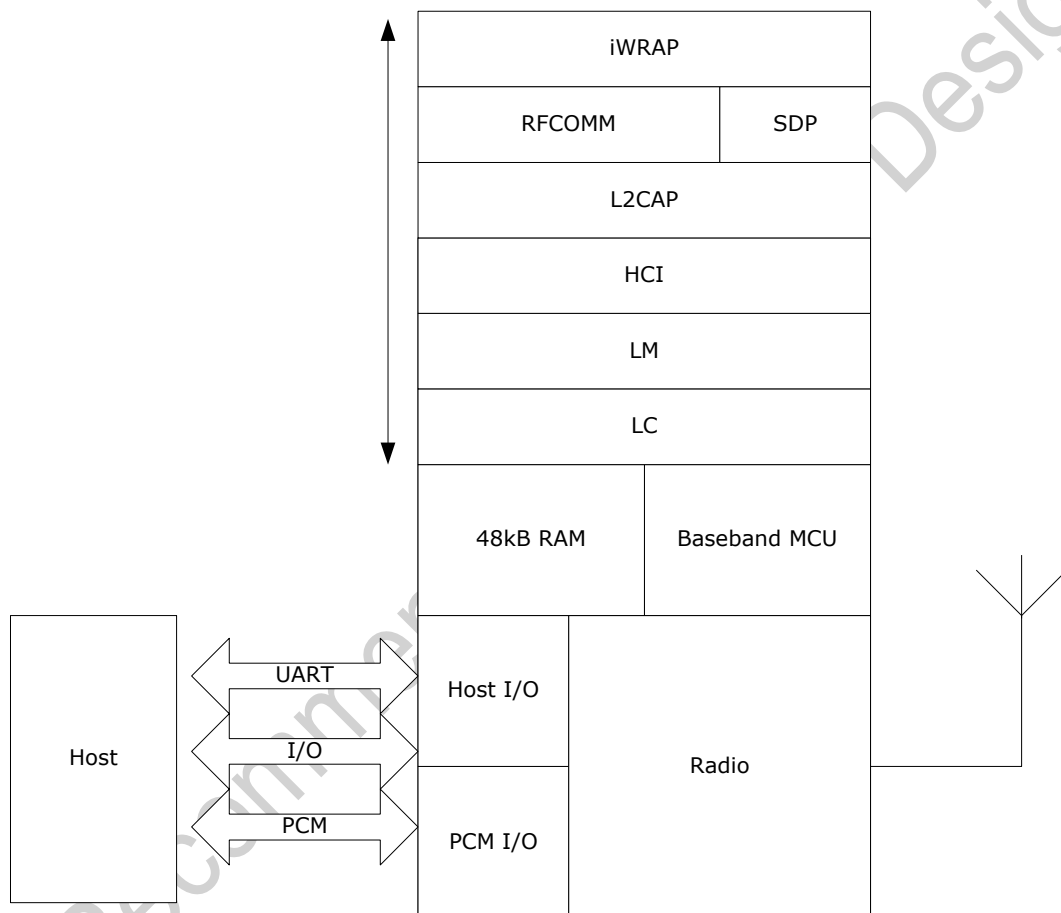 iWRAP
RFCOMM SDP
L2CAP
HCI
LM
LC
48kB RAM Baseband MCU
UART
Host I/O
Host
I/O
Radio
PCM
PCM I/O